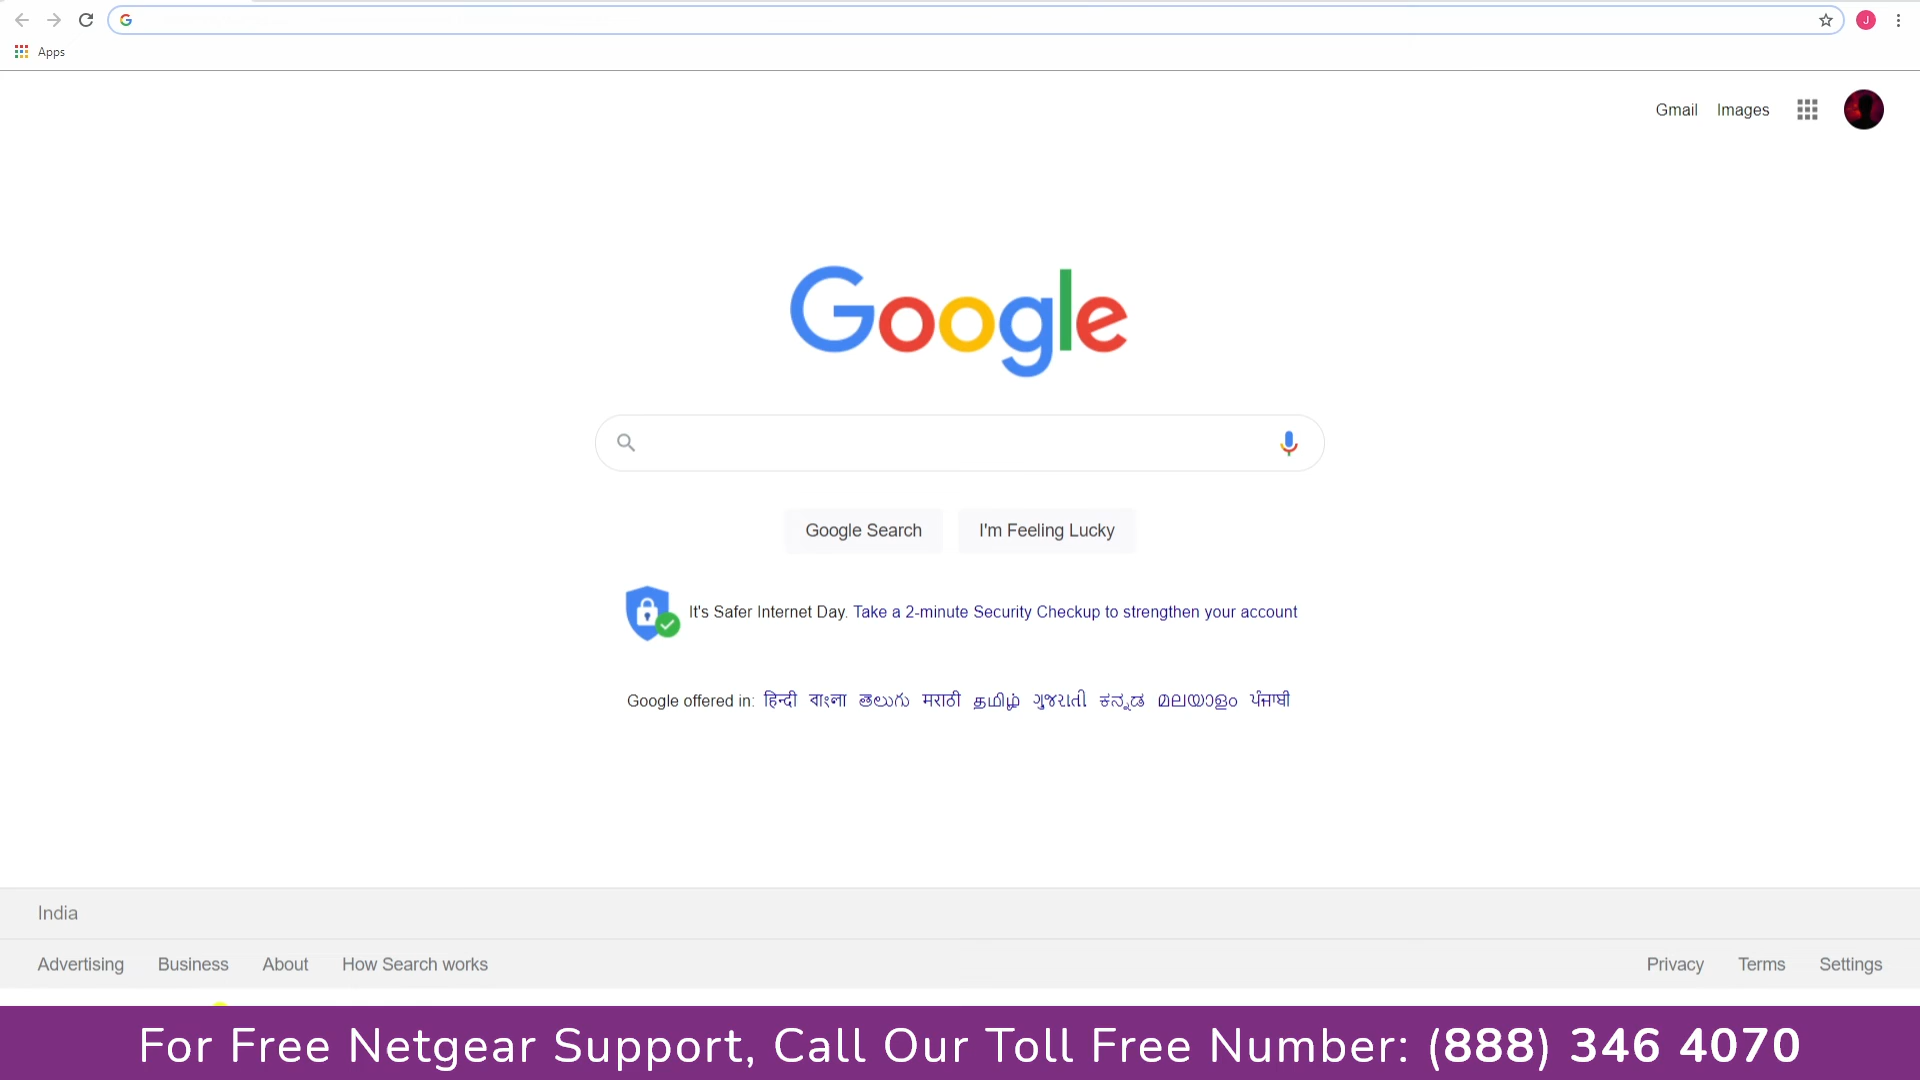 Apps
Gmail Images
Google
Google Search I'm Feeling Lucky
It's Safer Internet Day. Take a 2-minute Security Checkup to strengthen your account
Google offered in: हिन्दी বাংলা తెలుగు मराठी தமிழ் ગુજરાતી ಕನ್ನಡ മലയാളം ਪੰਜਾਬੀ
India
Advertising Business About How Search works Privacy Terms Settings
For Free Netgear Support, Call Our Toll Free Number: (888) 346 4070